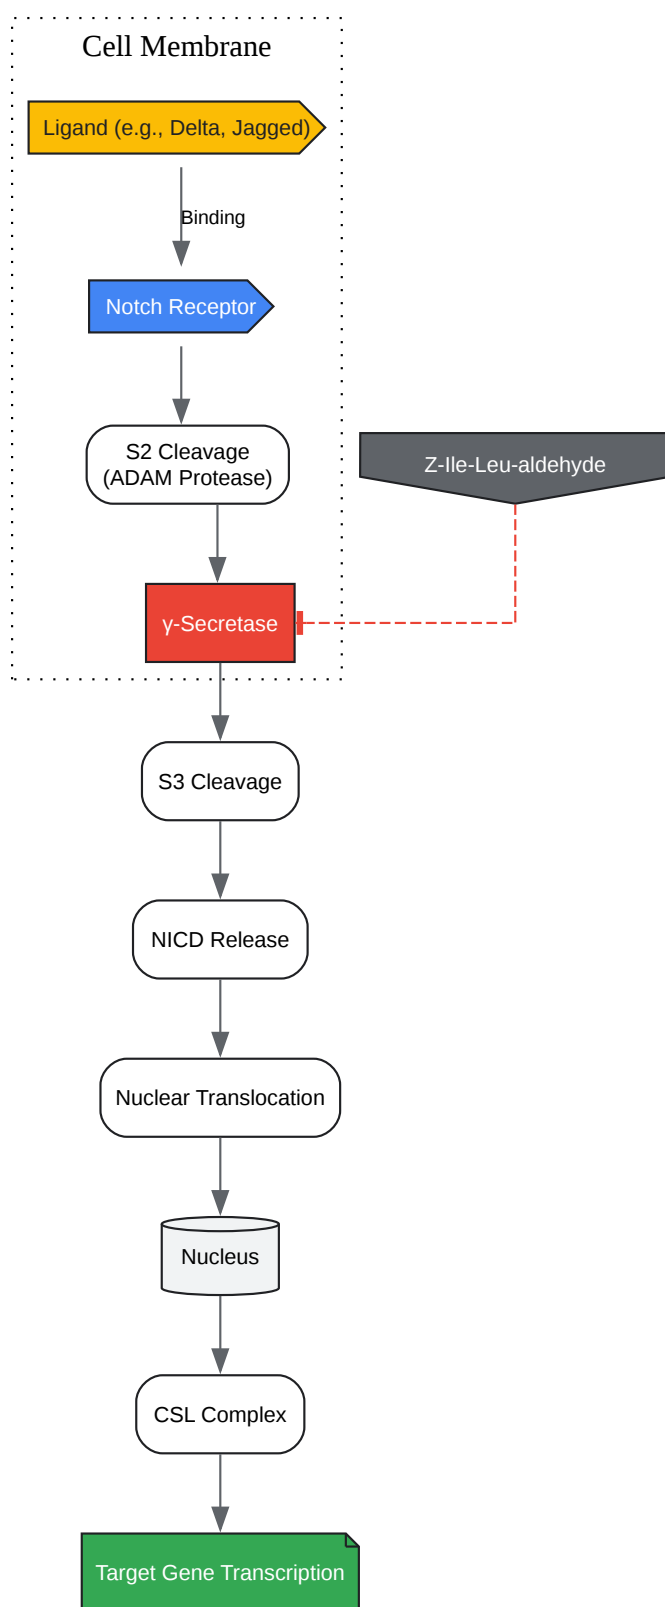 Cell Membrane
Ligand (e.g., Delta, Jagged)
Binding
Notch Receptor
S2 Cleavage
(ADAM Protease)
Z-Ile-Leu-aldehyde
γ-Secretase
S3 Cleavage
NICD Release
Nuclear Translocation
Nucleus
CSL Complex
Target Gene Transcription